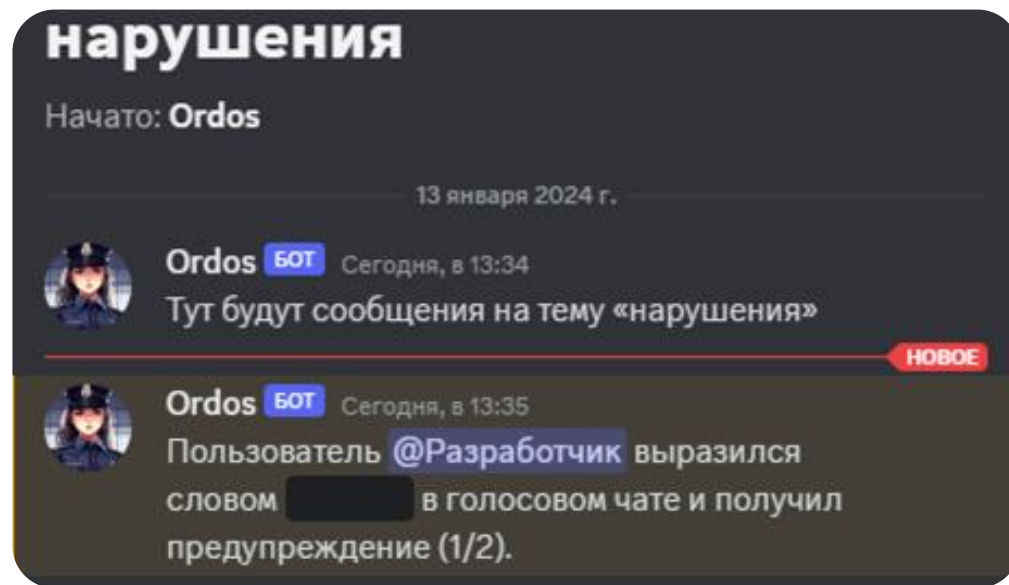 нарушения
Начато: Ordos
13 января 2024 г.
Ordos БОТ Сегодня, в 13:34
Тут будут сообщения на тему «нарушения»
НОВОЕ
Ordos БОТ Сегодня, в 13:35
Пользователь @Разработчик выразился
словом в голосовом чате и получил
предупреждение (1/2).